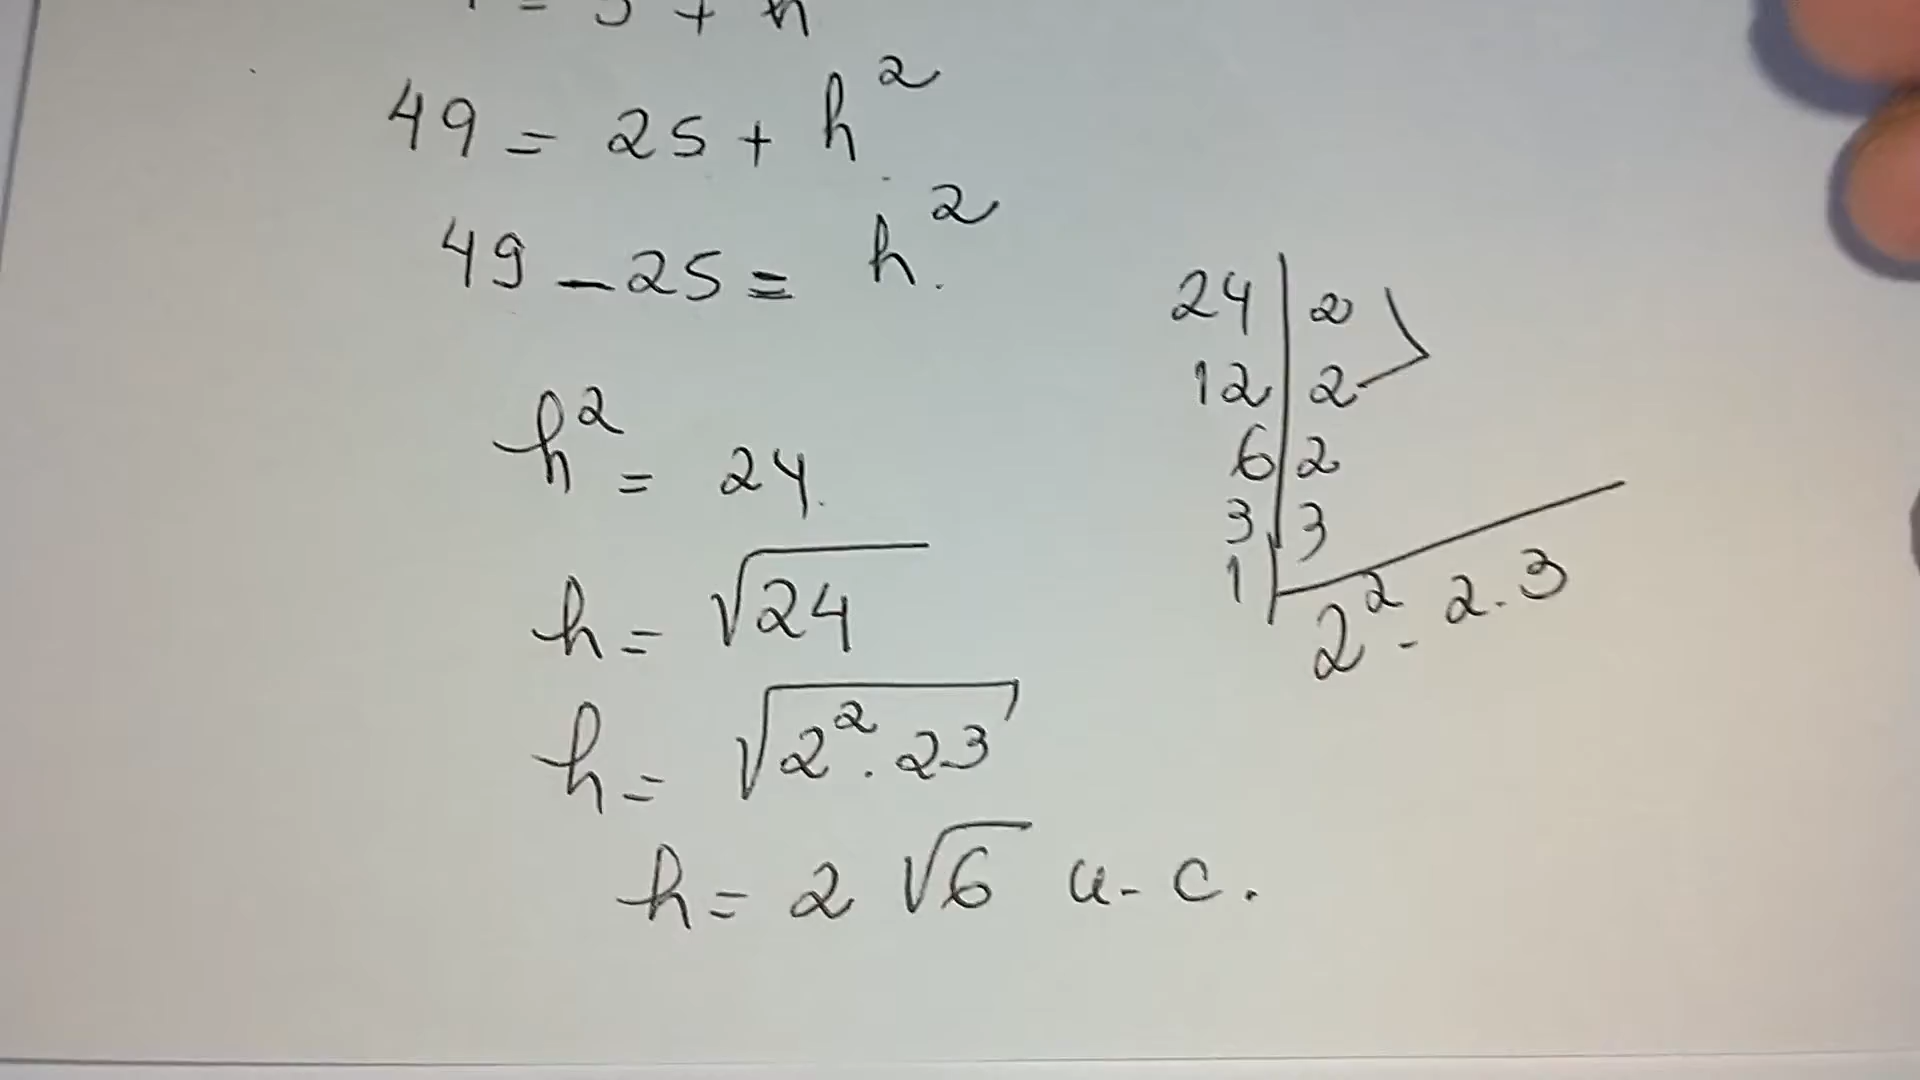 = 5 + h
49 = 25 + h²
49 - 25 = h²
h² = 24
h = √24
h = √2² . 2.3
h = 2 √6 u.c.
24 | 2
12 | 2
6 | 2
3 | 3
1 | 2² . 2 . 3